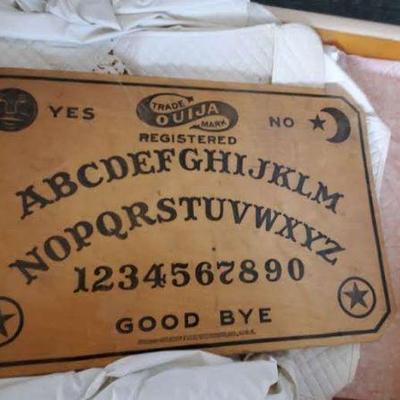 YES
TRADE
OUIJA
MARK
REGISTERED
NO
ABCDEFGHIJKLM
NOPQRSTUVWXYZ
1234567890
GOOD BYE